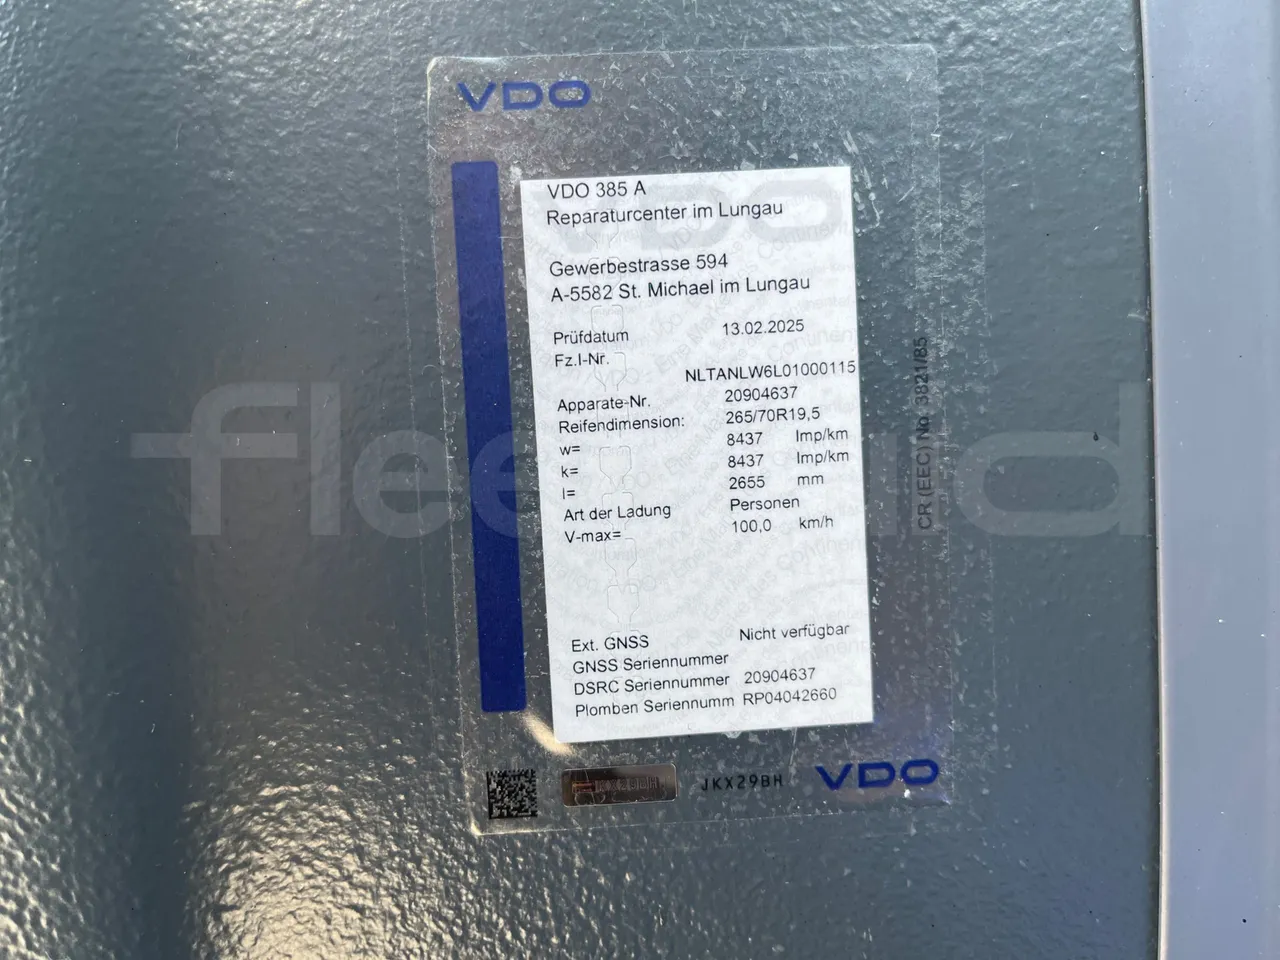 VDO
VDO 385 A
Reparaturcenter im Lungau
Gewerbestrasse 594
A-5582 St. Michael im Lungau
Prüfdatum 13.02.2025
Fz.I-Nr. NLTANLW6L01000115
Apparate-Nr. 20904637
Reifendimension: 265/70R19,5
w= 8437 Imp/km
k= 8437 Imp/km
l= 2655 mm
Art der Ladung Personen
V-max= 100,0 km/h
Ext. GNSS Nicht verfügbar
GNSS Seriennummer
DSRC Seriennummer 20904637
Plomben Seriennumm RP04042660
CR (EEC) No. 3821/85
JKX29BH
VDO